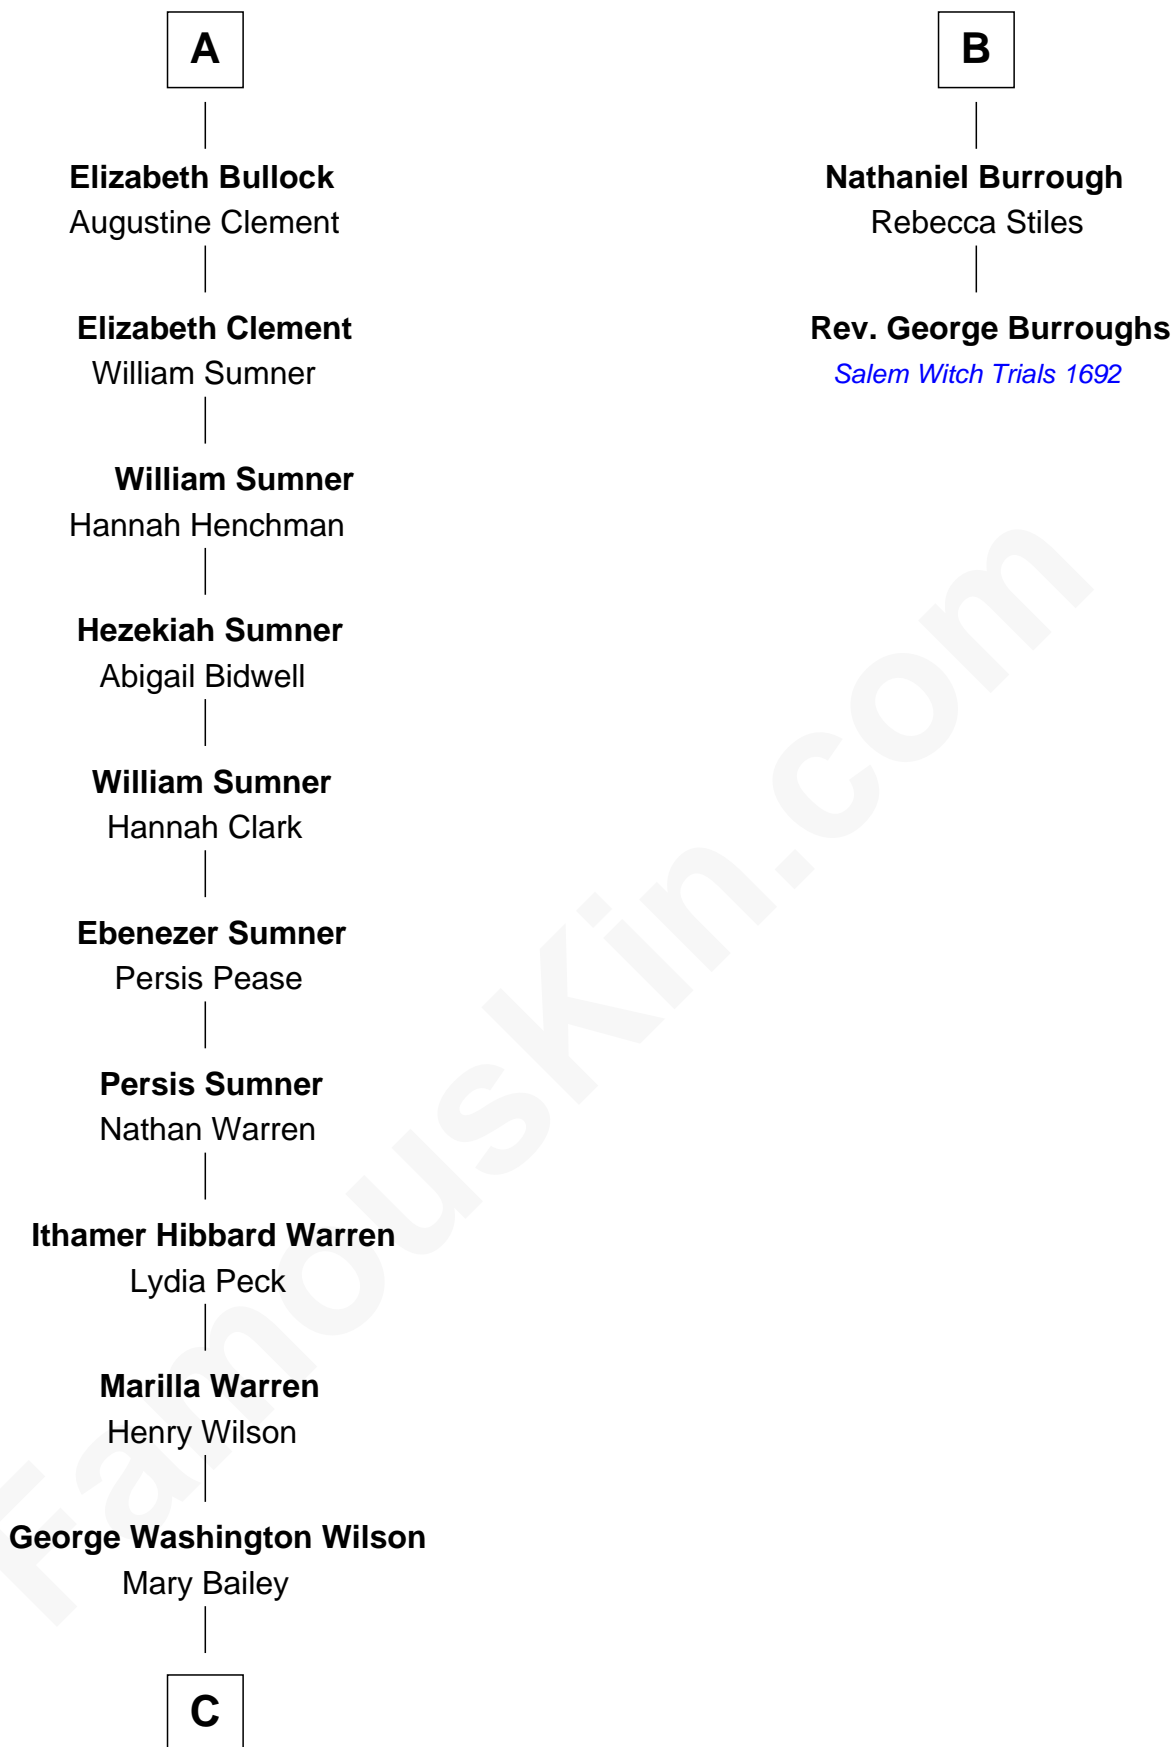 A
Elizabeth Bullock
Augustine Clement
Elizabeth Clement
William Sumner
William Sumner
Hannah Henchman
Hezekiah Sumner
Abigail Bidwell
William Sumner
Hannah Clark
Ebenezer Sumner
Persis Pease
Persis Sumner
Nathan Warren
Ithamer Hibbard Warren
Lydia Peck
Marilla Warren
Henry Wilson
George Washington Wilson
Mary Bailey
C
B
Nathaniel Burrough
Rebecca Stiles
Rev. George Burroughs
Salem Witch Trials 1692
FamousKin.com